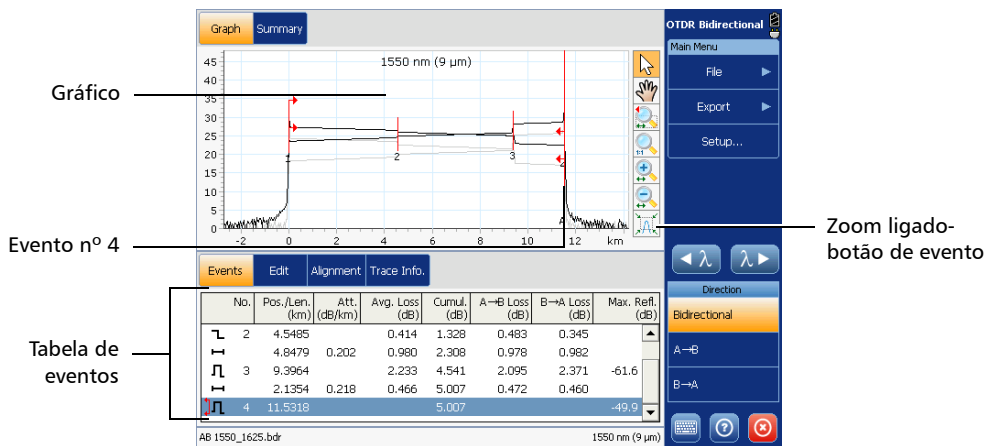 Graph Summary
OTDR Bidirectional
Main Menu
File
Export
Setup...
1550 nm (9 µm)
45
40
35
30
25
20
15
10
5
0
1
2
3
-2 0 2 4 6 8 10 12 km
Gráfico
Evento nº 4
Zoom ligado-
botão de evento
Tabela de
eventos
Events Edit Alignment Trace Info.
No. Pos./Len. Att. Avg. Loss Cumul. A→B Loss B→A Loss Max. Refl.
(km) (dB/km) (dB) (dB) (dB) (dB) (dB)
2 4.5485 0.414 1.328 0.483 0.345
4.8479 0.202 0.980 2.308 0.978 0.982
3 9.3964 2.233 4.541 2.095 2.371 -61.6
2.1354 0.218 0.466 5.007 0.472 0.460
4 11.5318 5.007 -49.9
λ λ
Direction
Bidirectional
A→B
B→A
AB 1550_1625.bdr 1550 nm (9 µm)